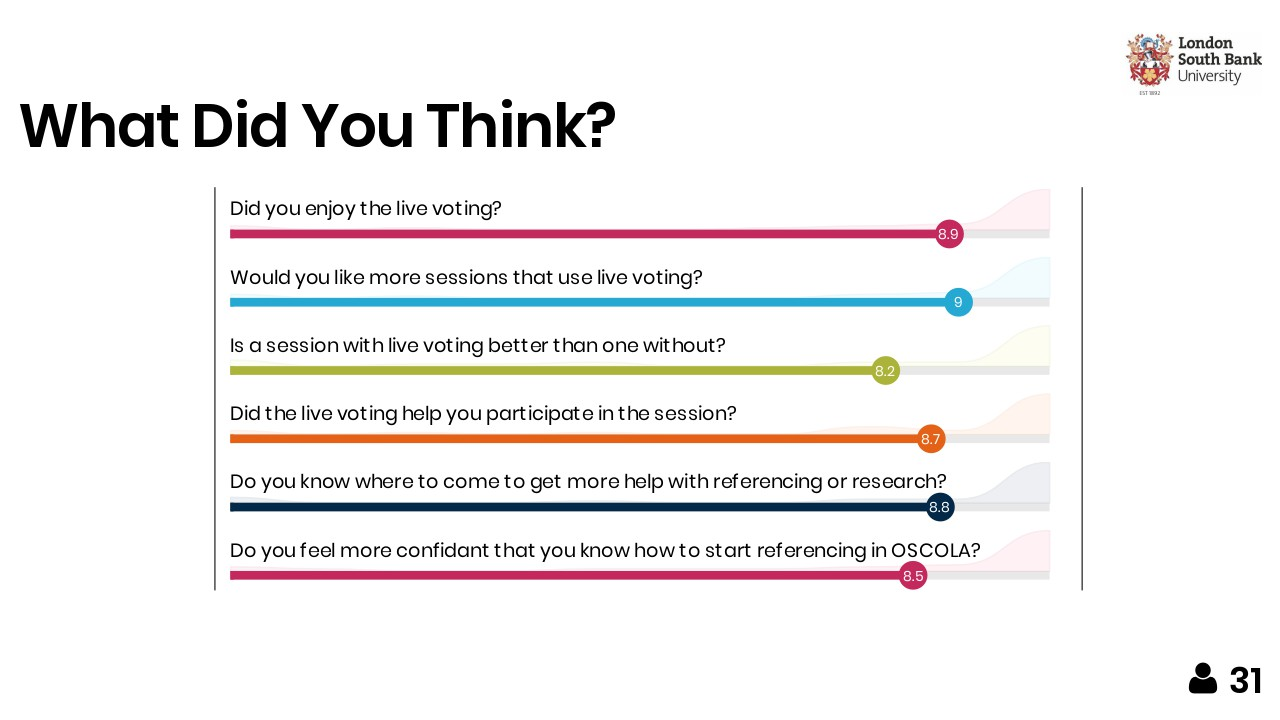 London
South Bank
University
EST 1892
What Did You Think?
Did you enjoy the live voting?
8.9
Would you like more sessions that use live voting?
9
Is a session with live voting better than one without?
8.2
Did the live voting help you participate in the session?
8.7
Do you know where to come to get more help with referencing or research?
8.8
Do you feel more confidant that you know how to start referencing in OSCOLA?
8.5
31